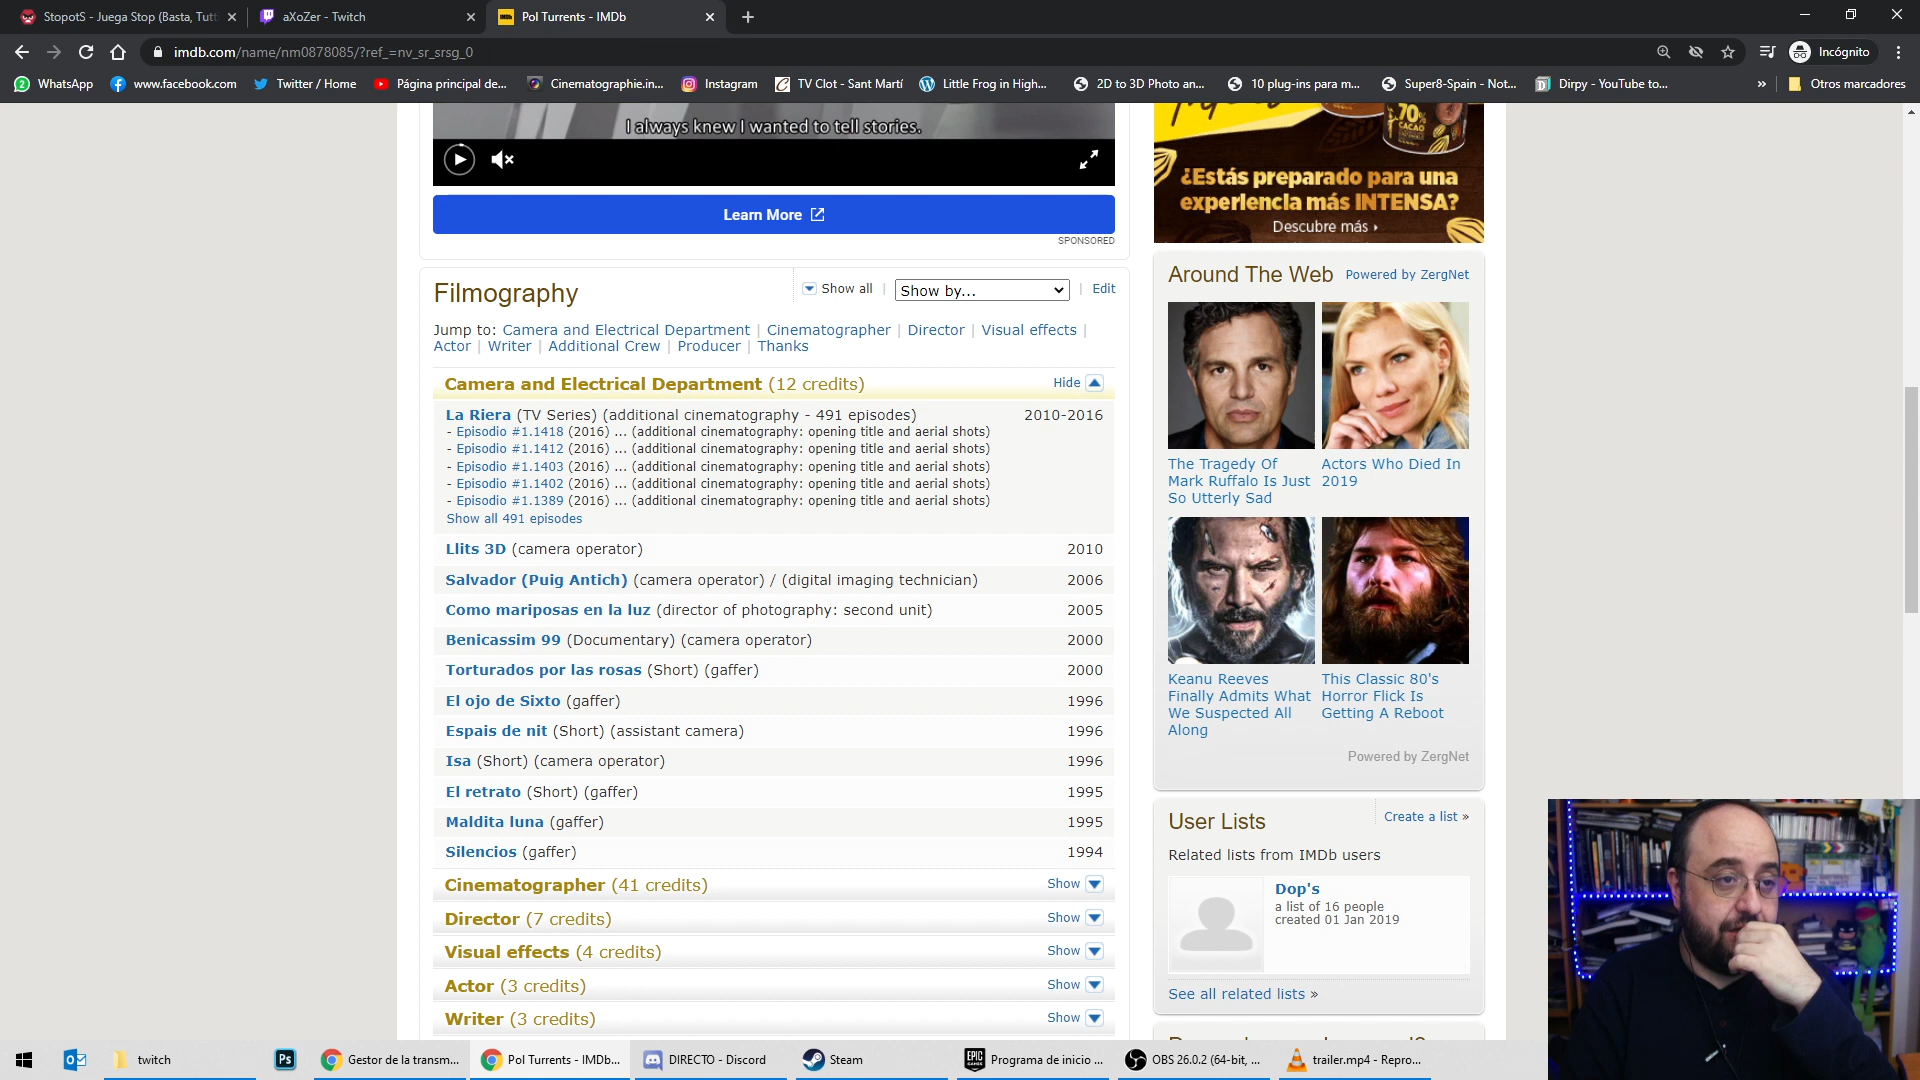 StopotS - Juega Stop (Basta, Tutt
aXoZer - Twitch
Pol Turrents - IMDb
imdb.com/name/nm0878085/?ref_=nv_sr_srsg_0
Incógnito
WhatsApp
www.facebook.com
Twitter / Home
Página principal de...
Cinematographie.in...
Instagram
TV Clot - Sant Martí
Little Frog in High...
2D to 3D Photo an...
10 plug-ins para m...
Super8-Spain - Not...
Dirpy - YouTube to...
»
Otros marcadores
I always knew I wanted to tell stories.
Learn More
SPONSORED
70%
CACAO
¿Estás preparado para una
experiencia más INTENSA?
Descubre más ›
Filmography
Show all
Show by...
Edit
Jump to: Camera and Electrical Department | Cinematographer | Director | Visual effects |
Actor | Writer | Additional Crew | Producer | Thanks
Camera and Electrical Department (12 credits)
Hide
La Riera (TV Series) (additional cinematography - 491 episodes) 2010-2016
- Episodio #1.1418 (2016) ... (additional cinematography: opening title and aerial shots)
- Episodio #1.1412 (2016) ... (additional cinematography: opening title and aerial shots)
- Episodio #1.1403 (2016) ... (additional cinematography: opening title and aerial shots)
- Episodio #1.1402 (2016) ... (additional cinematography: opening title and aerial shots)
- Episodio #1.1389 (2016) ... (additional cinematography: opening title and aerial shots)
Show all 491 episodes
Llits 3D (camera operator) 2010
Salvador (Puig Antich) (camera operator) / (digital imaging technician) 2006
Como mariposas en la luz (director of photography: second unit) 2005
Benicassim 99 (Documentary) (camera operator) 2000
Torturados por las rosas (Short) (gaffer) 2000
El ojo de Sixto (gaffer) 1996
Espais de nit (Short) (assistant camera) 1996
Isa (Short) (camera operator) 1996
El retrato (Short) (gaffer) 1995
Maldita luna (gaffer) 1995
Silencios (gaffer) 1994
Cinematographer (41 credits) Show
Director (7 credits) Show
Visual effects (4 credits) Show
Actor (3 credits) Show
Writer (3 credits) Show
Around The Web Powered by ZergNet
The Tragedy Of
Mark Ruffalo Is Just
So Utterly Sad
Actors Who Died In
2019
Keanu Reeves
Finally Admits What
We Suspected All
Along
This Classic 80's
Horror Flick Is
Getting A Reboot
Powered by ZergNet
User Lists
Create a list »
Related lists from IMDb users
Dop's
a list of 16 people
created 01 Jan 2019
See all related lists »
twitch
Ps
Gestor de la transm...
Pol Turrents - IMDb...
DIRECTO - Discord
Steam
EPIC
Programa de inicio ...
OBS 26.0.2 (64-bit, ...
trailer.mp4 - Repro...